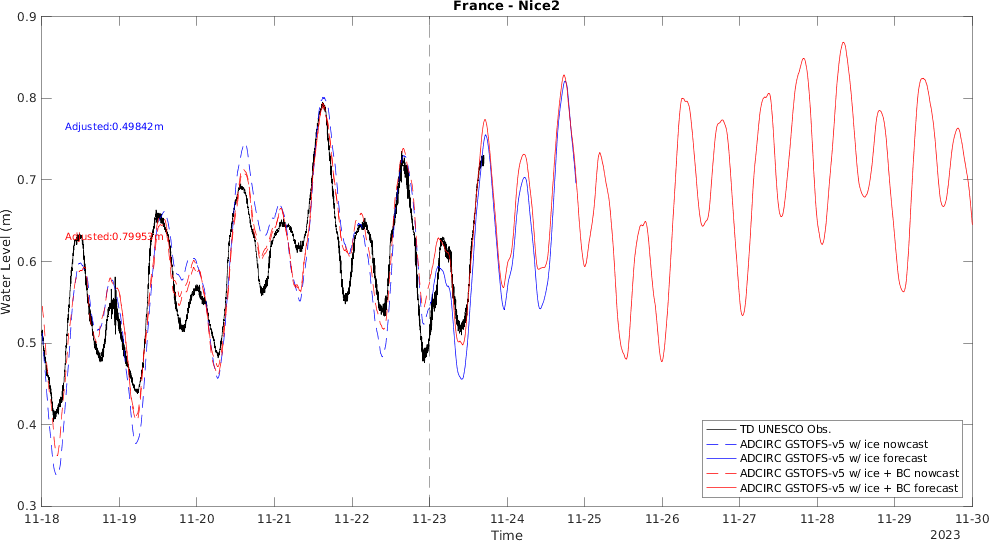 France - Nice2
Water Level (m)
0.9
0.8
0.7
0.6
0.5
0.4
0.3
Adjusted:0.49842m
Adjusted:0.79953m
TD UNESCO Obs.
ADCIRC GSTOFS-v5 w/ ice nowcast
ADCIRC GSTOFS-v5 w/ ice forecast
ADCIRC GSTOFS-v5 w/ ice + BC nowcast
ADCIRC GSTOFS-v5 w/ ice + BC forecast
11-18 11-19 11-20 11-21 11-22 11-23 11-24 11-25 11-26 11-27 11-28 11-29 11-30
Time
2023